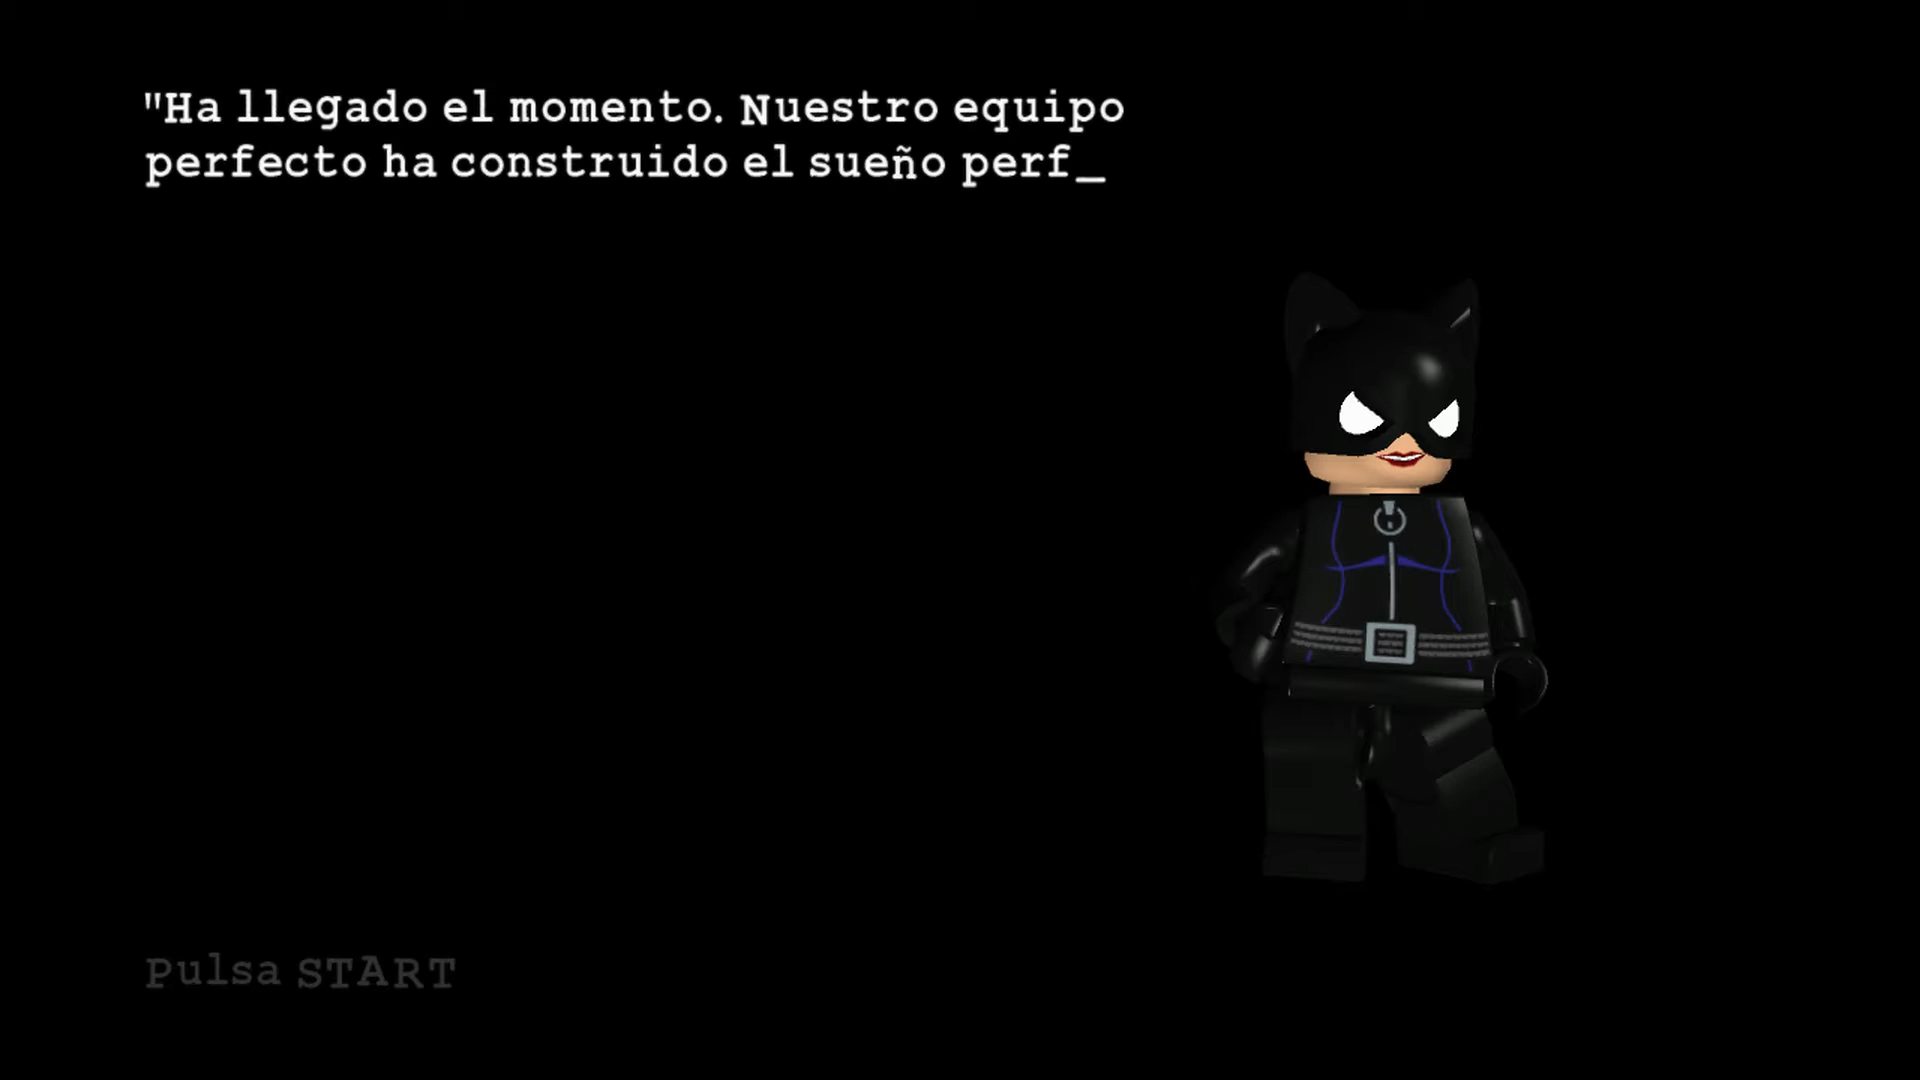 "Ha llegado el momento. Nuestro equipo
perfecto ha construido el sueño perf_
Pulsa START